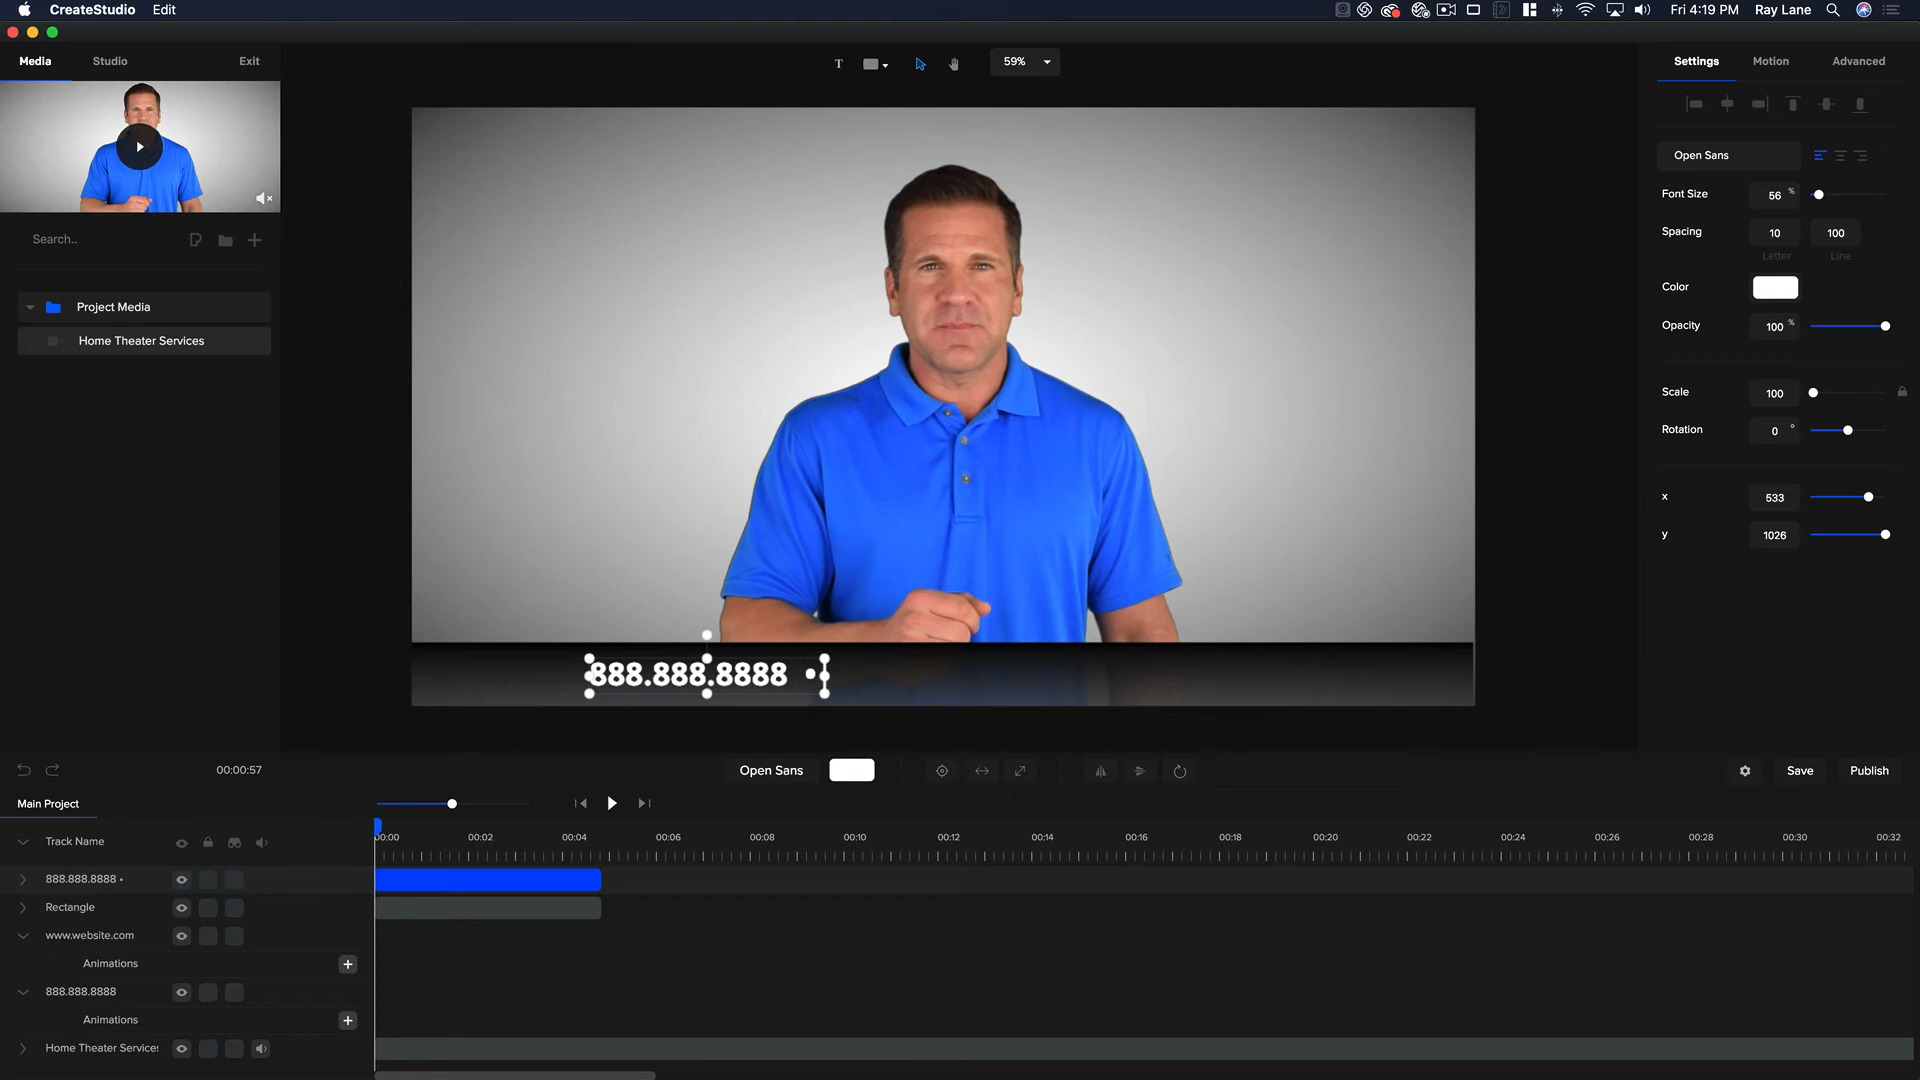 CreateStudio Edit
Fri 4:19 PM Ray Lane
Media Studio Exit
T 59%
Settings Motion Advanced
Search..
Project Media
Home Theater Services
Open Sans
Font Size 56 %
Spacing 10 100
Letter Line
Color
Opacity 100 %
Scale 100
Rotation 0 °
x 533
y 1026
888.888.8888 •
00:00:57
Open Sans
Save Publish
Main Project
Track Name
00:00 00:02 00:04 00:06 00:08 00:10 00:12 00:14 00:16 00:18 00:20 00:22 00:24 00:26 00:28 00:30 00:32
888.888.8888 •
Rectangle
www.website.com
Animations
888.888.8888
Animations
Home Theater Services